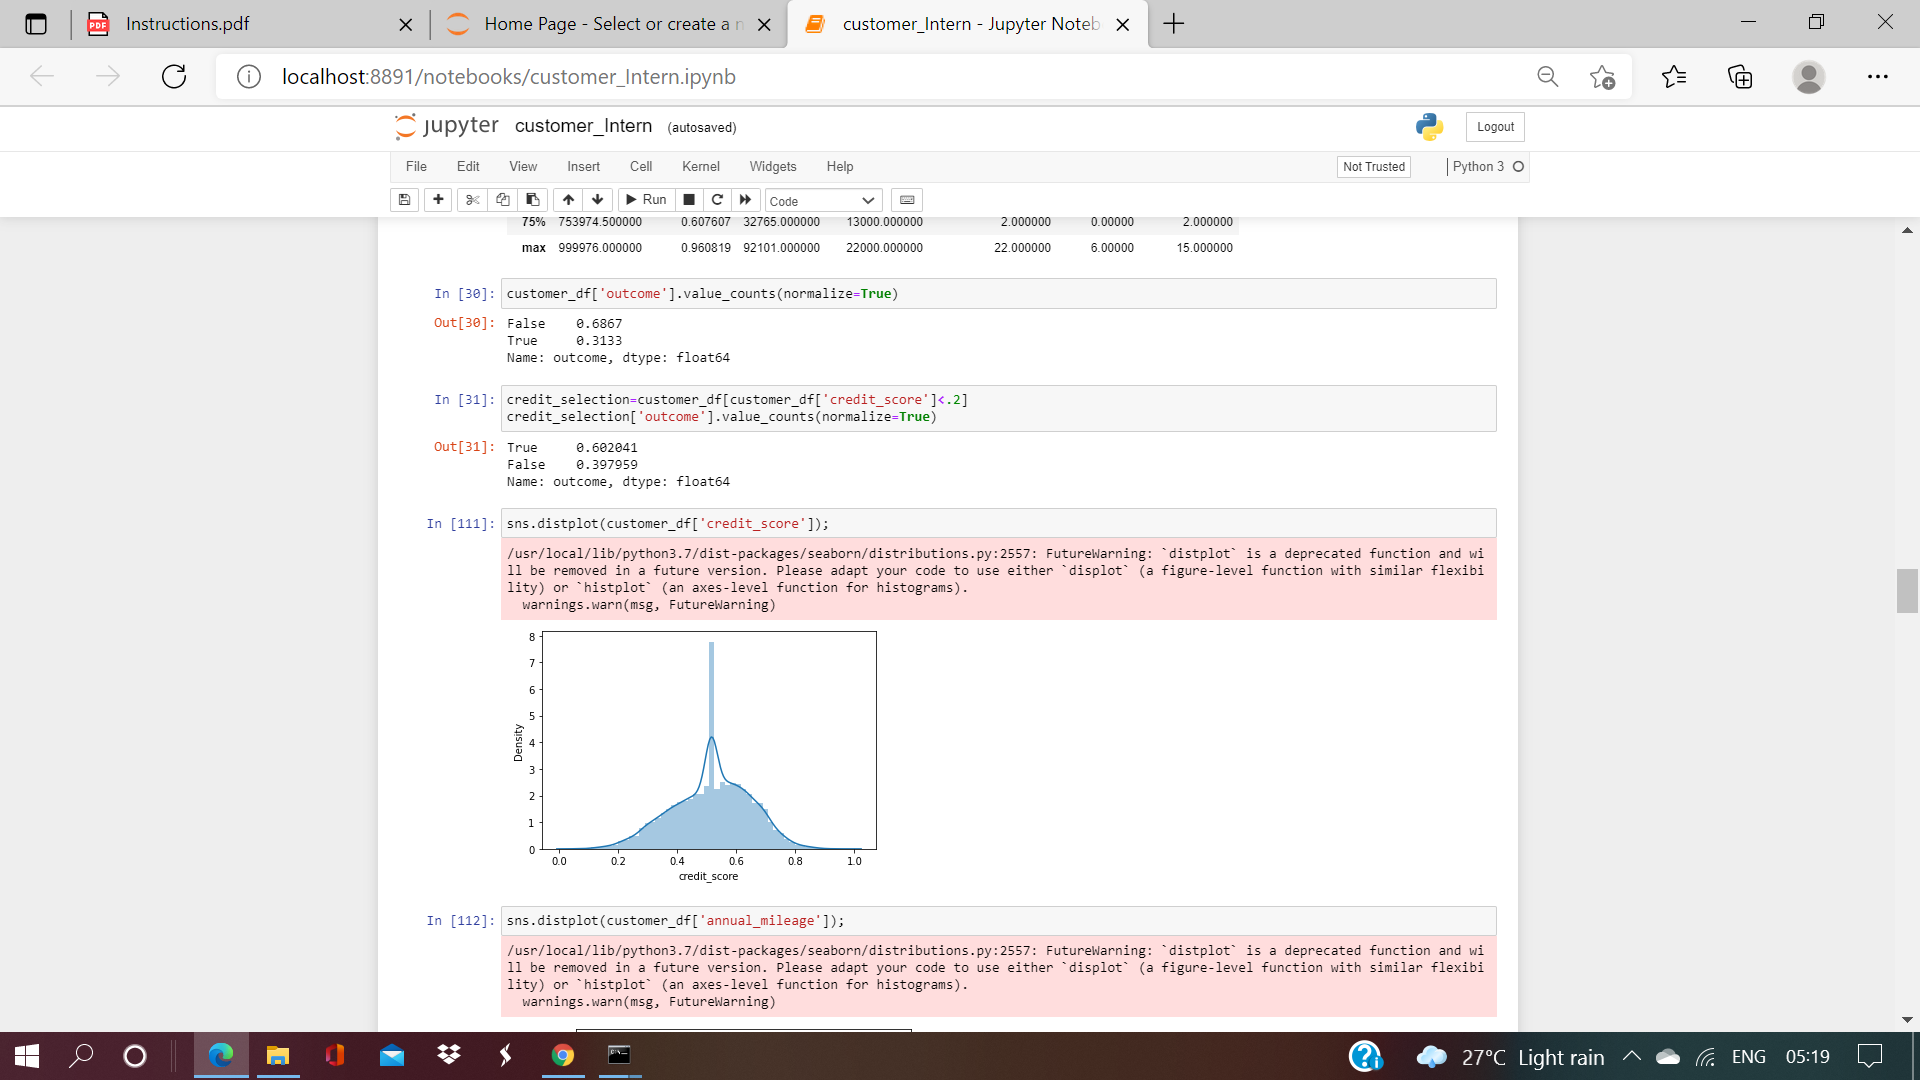 Instructions.pdf
Home Page - Select or create a n
customer_Intern - Jupyter Noteb
localhost:8891/notebooks/customer_Intern.ipynb
jupyter customer_Intern (autosaved)
Logout
File Edit View Insert Cell Kernel Widgets Help
Not Trusted
Python 3
Run
Code
75% 753974.500000 0.607607 32765.000000 13000.000000 2.000000 0.00000 2.000000
max 999976.000000 0.960819 92101.000000 22000.000000 22.000000 6.00000 15.000000
In [30]: customer_df['outcome'].value_counts(normalize=True)
Out[30]: False 0.6867
True 0.3133
Name: outcome, dtype: float64
In [31]: credit_selection=customer_df[customer_df['credit_score']<.2]
credit_selection['outcome'].value_counts(normalize=True)
Out[31]: True 0.602041
False 0.397959
Name: outcome, dtype: float64
In [111]: sns.distplot(customer_df['credit_score']);
/usr/local/lib/python3.7/dist-packages/seaborn/distributions.py:2557: FutureWarning: `distplot` is a deprecated function and wi
ll be removed in a future version. Please adapt your code to use either `displot` (a figure-level function with similar flexibi
lity) or `histplot` (an axes-level function for histograms).
warnings.warn(msg, FutureWarning)
8
7
6
5
4
3
2
1
0
Density
0.0 0.2 0.4 0.6 0.8 1.0
credit_score
In [112]: sns.distplot(customer_df['annual_mileage']);
/usr/local/lib/python3.7/dist-packages/seaborn/distributions.py:2557: FutureWarning: `distplot` is a deprecated function and wi
ll be removed in a future version. Please adapt your code to use either `displot` (a figure-level function with similar flexibi
lity) or `histplot` (an axes-level function for histograms).
warnings.warn(msg, FutureWarning)
27°C Light rain
ENG 05:19